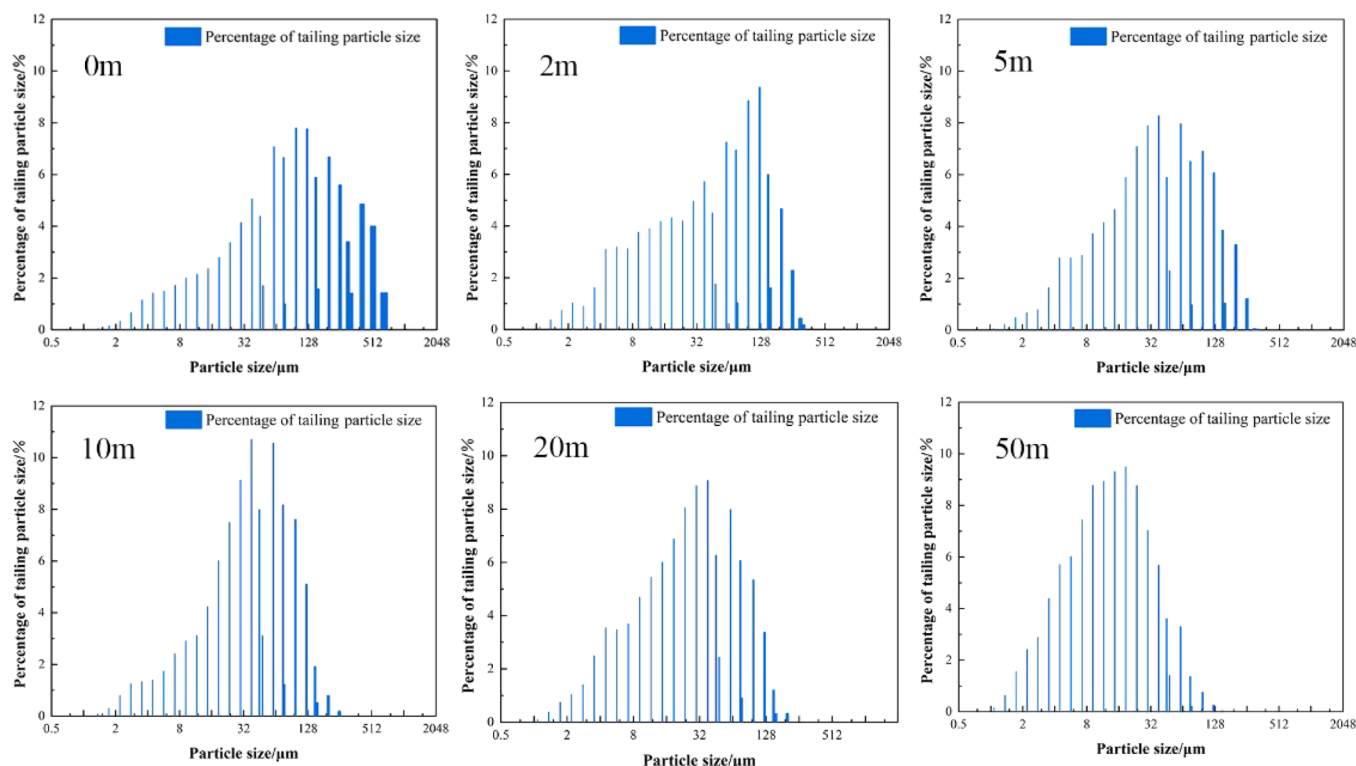 12
Percentage of tailing particle size
10
0m
8
6
4
2
0
Percentage of tailing particle size/%
0.5 2 8 32 128 512 2048
Particle size/μm
12
Percentage of tailing particle size
10
2m
8
6
4
2
0
Percentage of tailing particle size/%
0.5 2 8 32 128 512 2048
Particle size/μm
12
Percentage of tailing particle size
10
5m
8
6
4
2
0
Percentage of tailing particle size/%
0.5 2 8 32 128 512 2048
Particle size/μm
12
Percentage of tailing particle size
10m
10
8
6
4
2
0
Percentage of tailing particle size/%
0.5 2 8 32 128 512 2048
Particle size/μm
12
Percentage of tailing particle size
20m
10
8
6
4
2
0
Percentage of tailing particle size/%
0.5 2 8 32 128 512
Particle size/μm
12
Percentage of tailing particle size
50m
10
8
6
4
2
0
Percentage of tailing particle size/%
0.5 2 8 32 128 512 2048
Particle size/μm